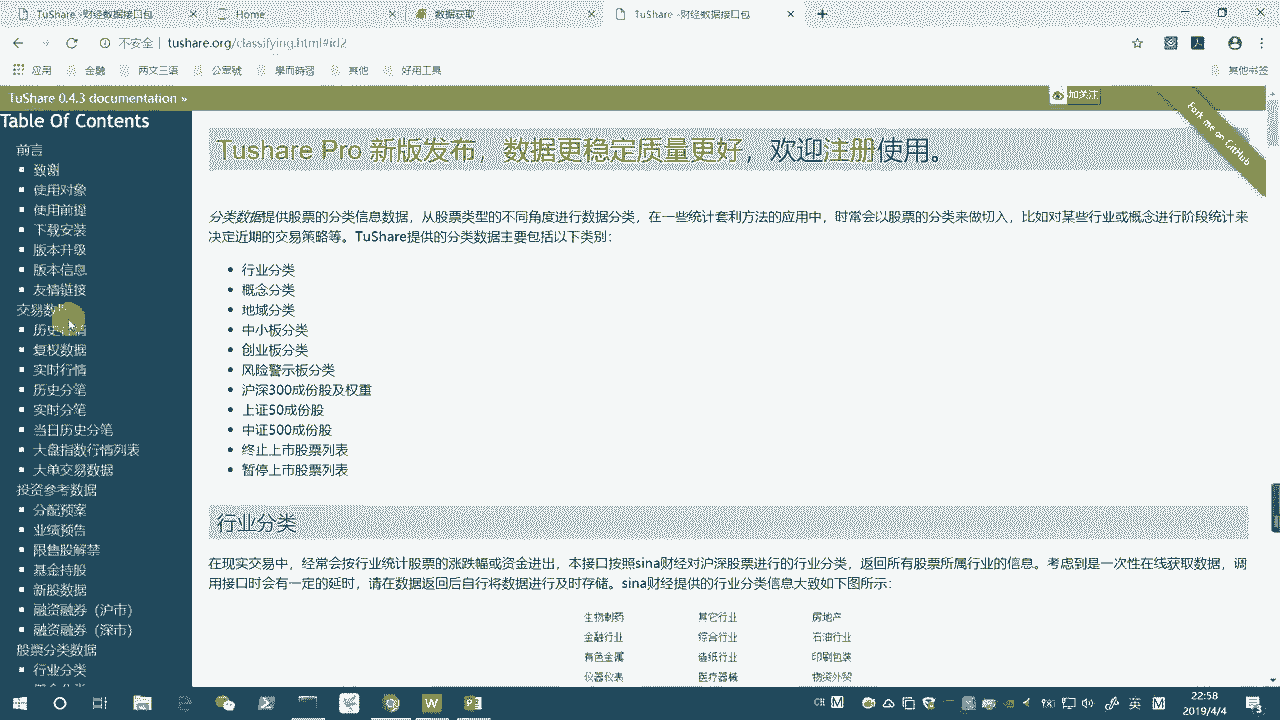 TuShare -财经数据接口包
Home
数据获取
TuShare -财经数据接口包
不安全 | tushare.org/classifying.html#id2
应用
金融
两文三语
公众號
學而時習
其他
好用工具
其他书签
TuShare 0.4.3 documentation »
加关注
Fork me on GitHub
Table Of Contents
前言
致谢
使用对象
使用前提
下载安装
版本升级
版本信息
友情链接
交易数据
历史行情
复权数据
实时行情
历史分笔
实时分笔
当日历史分笔
大盘指数行情列表
大单交易数据
投资参考数据
分配预案
业绩预告
限售股解禁
基金持股
新股数据
融资融券（沪市）
融资融券（深市）
股票分类数据
行业分类
Tushare Pro 新版发布，数据更稳定质量更好，欢迎注册使用。
分类数据提供股票的分类信息数据，从股票类型的不同角度进行数据分类，在一些统计套利方法的应用中，时常会以股票的分类来做切入，比如对某些行业或概念进行阶段统计来
决定近期的交易策略等。TuShare提供的分类数据主要包括以下类别：
行业分类
概念分类
地域分类
中小板分类
创业板分类
风险警示板分类
沪深300成份股及权重
上证50成份股
中证500成份股
终止上市股票列表
暂停上市股票列表
行业分类
在现实交易中，经常会按行业统计股票的涨跌幅或资金进出，本接口按照sina财经对沪深股票进行的行业分类，返回所有股票所属行业的信息。考虑到是一次性在线获取数据，调
用接口时会有一定的延时，请在数据返回后自行将数据进行及时存储。sina财经提供的行业分类信息大致如下图所示：
生物制药 其它行业 房地产
金融行业 综合行业 石油行业
有色金属 造纸行业 印刷包装
仪器仪表 医疗器械 物资外贸
CH M
英
M
22:58
2019/4/4